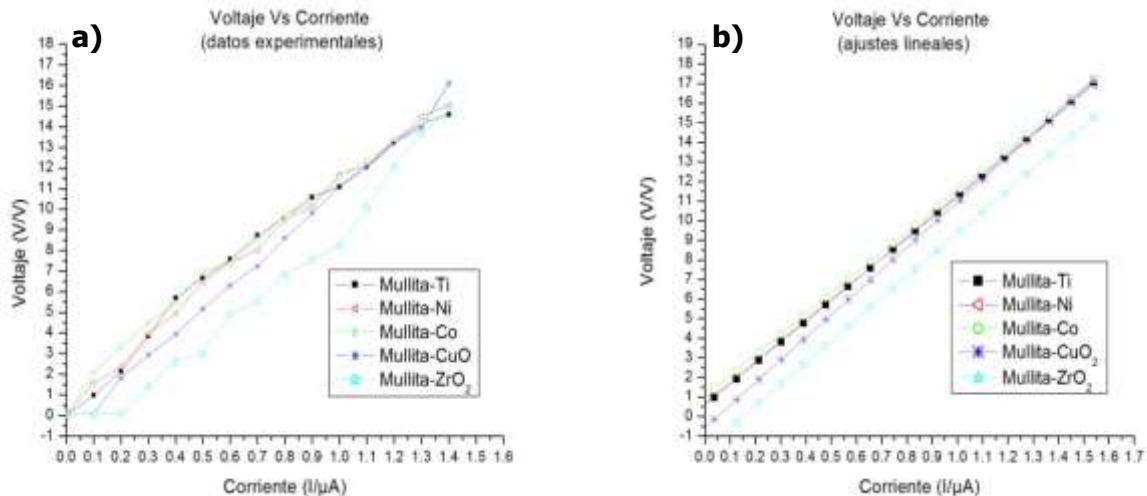 a)
Voltaje Vs Corriente
(datos experimentales)
18
17
16
15
14
13
12
11
10
9
8
7
6
5
4
3
2
1
0
-1
Voltaje (V/V)
Mullita-Ti
Mullita-Ni
Mullita-Co
Mullita-CuO
Mullita-ZrO₂
0.0 0.1 0.2 0.3 0.4 0.5 0.6 0.7 0.8 0.9 1.0 1.1 1.2 1.3 1.4 1.5 1.6
Corriente (I/µA)
b)
Voltaje Vs Corriente
(ajustes lineales)
19
18
17
16
15
14
13
12
11
10
9
8
7
6
5
4
3
2
1
0
-1
Voltaje (V/V)
Mullita-Ti
Mullita-Ni
Mullita-Co
Mullita-CuO₂
Mullita-ZrO₂
0.0 0.1 0.2 0.3 0.4 0.5 0.6 0.7 0.8 0.9 1.0 1.1 1.2 1.3 1.4 1.5 1.6 1.7
Corriente (I/µA)